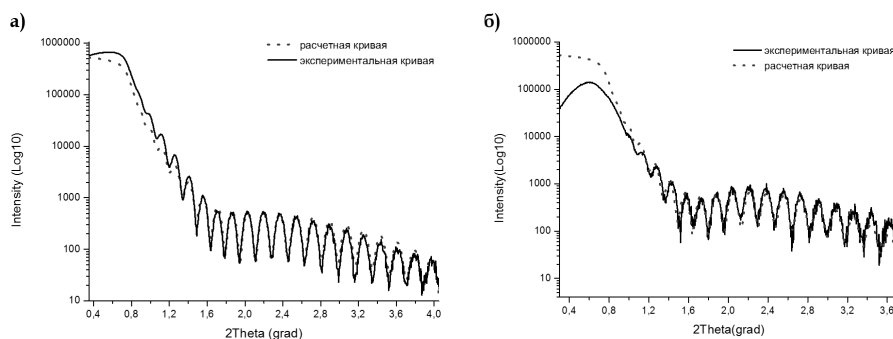 а)
расчетная кривая
экспериментальная кривая
1000000
100000
10000
1000
100
10
Intensity (Log10)
0,4 0,8 1,2 1,6 2,0 2,4 2,8 3,2 3,6 4,0
2Theta (grad)
б)
экспериментальная кривая
расчетная кривая
1000000
100000
10000
1000
100
10
Intensity(Log10)
0,4 0,8 1,2 1,6 2,0 2,4 2,8 3,2 3,6
2Theta(grad)